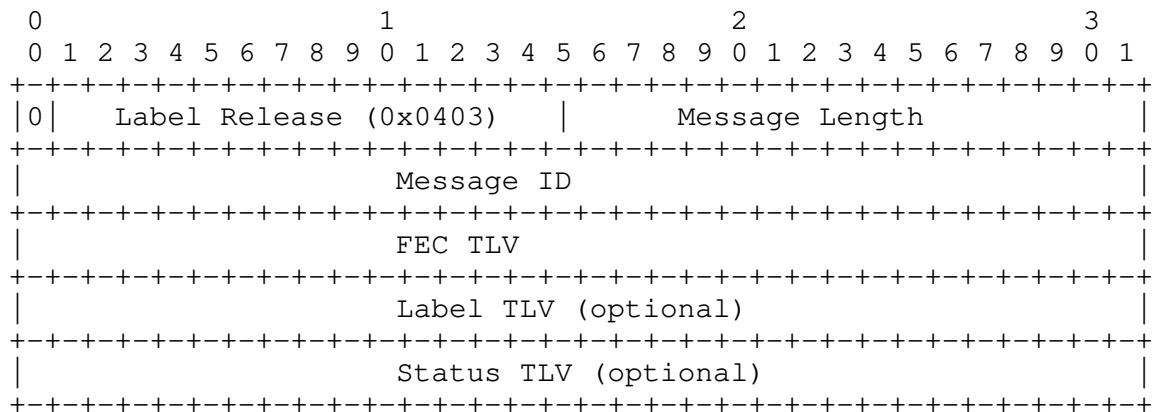 0                   1                   2                   3
 0 1 2 3 4 5 6 7 8 9 0 1 2 3 4 5 6 7 8 9 0 1 2 3 4 5 6 7 8 9 0 1
+-+-+-+-+-+-+-+-+-+-+-+-+-+-+-+-+-+-+-+-+-+-+-+-+-+-+-+-+-+-+-+-+
|0|   Label Release (0x0403)   |      Message Length            |
+-+-+-+-+-+-+-+-+-+-+-+-+-+-+-+-+-+-+-+-+-+-+-+-+-+-+-+-+-+-+-+-+
|                     Message ID                                |
+-+-+-+-+-+-+-+-+-+-+-+-+-+-+-+-+-+-+-+-+-+-+-+-+-+-+-+-+-+-+-+-+
|                     FEC TLV                                   |
+-+-+-+-+-+-+-+-+-+-+-+-+-+-+-+-+-+-+-+-+-+-+-+-+-+-+-+-+-+-+-+-+
|                     Label TLV (optional)                      |
+-+-+-+-+-+-+-+-+-+-+-+-+-+-+-+-+-+-+-+-+-+-+-+-+-+-+-+-+-+-+-+-+
|                     Status TLV (optional)                     |
+-+-+-+-+-+-+-+-+-+-+-+-+-+-+-+-+-+-+-+-+-+-+-+-+-+-+-+-+-+-+-+-+